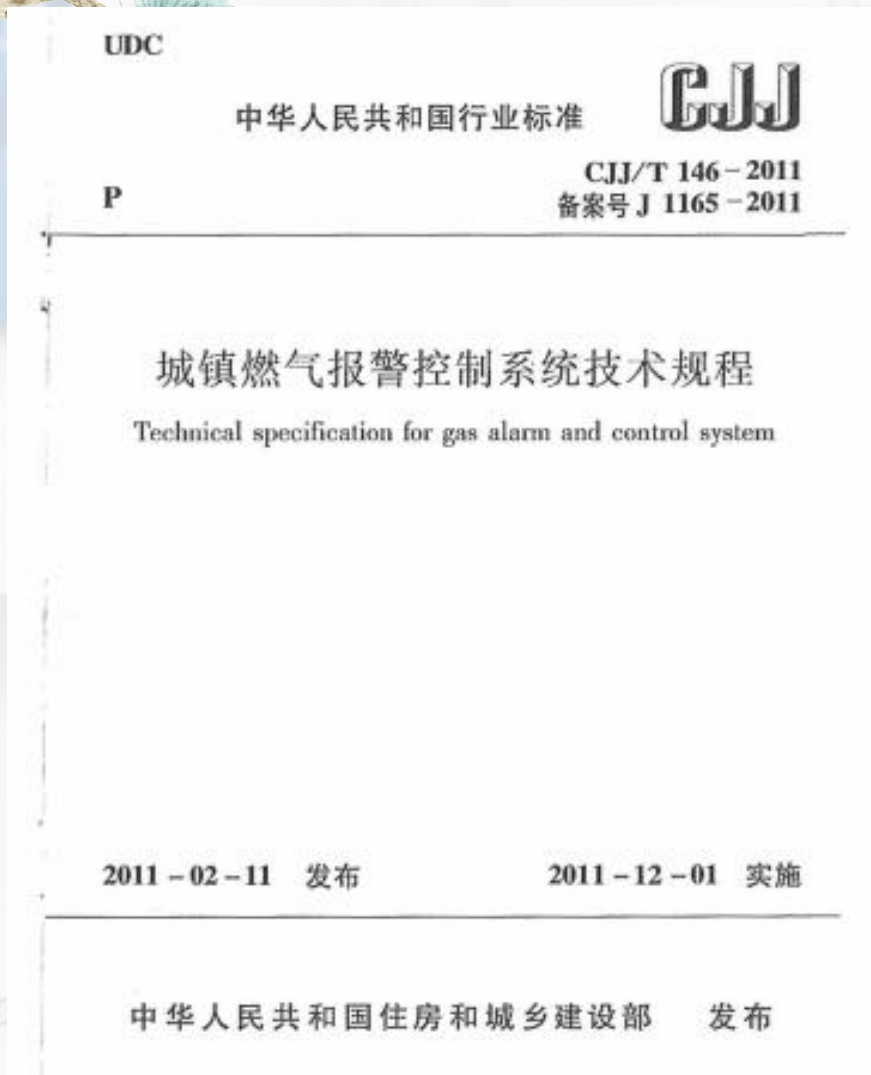 UDC
中华人民共和国行业标准
CJJ
CJJ/T 146-2011
P
备案号 J 1165-2011
城镇燃气报警控制系统技术规程
Technical specification for gas alarm and control system
2011-02-11 发布
2011-12-01 实施
中华人民共和国住房和城乡建设部 发布